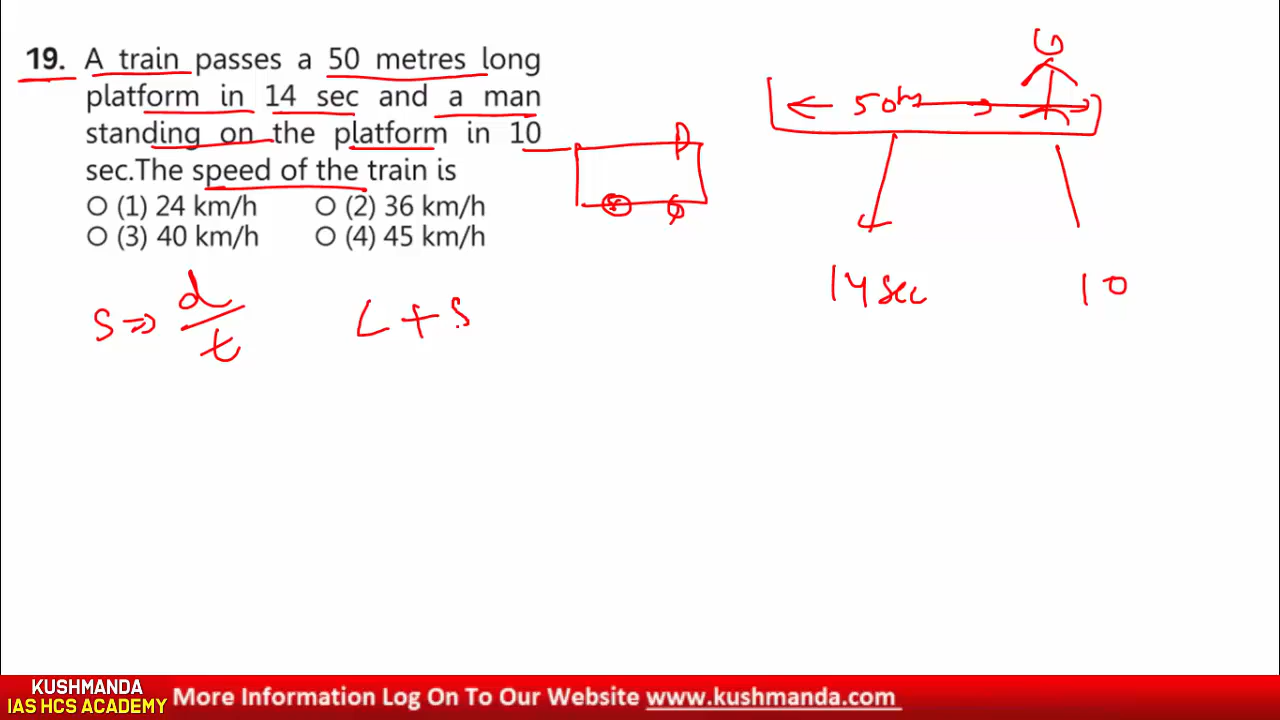 19. A train passes a 50 metres long
platform in 14 sec and a man
standing on the platform in 10
sec.The speed of the train is
O (1) 24 km/h O (2) 36 km/h
O (3) 40 km/h O (4) 45 km/h
50m
14 sec 10
S ⇒ d/t L + S
KUSHMANDA
IAS HCS ACADEMY
More Information Log On To Our Website www.kushmanda.com